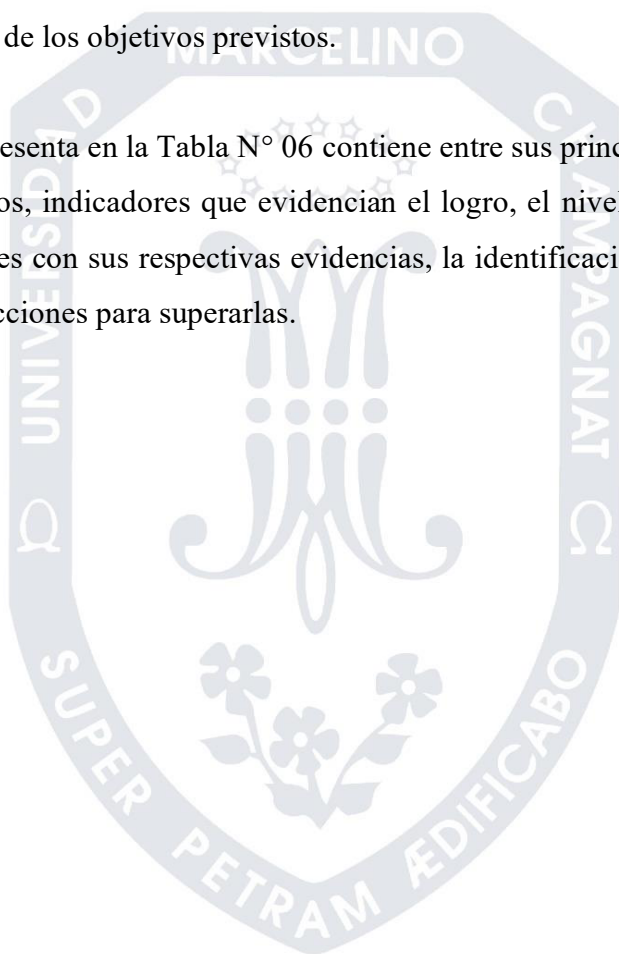 de los objetivos previstos.
esenta en la Tabla N° 06 contiene entre sus princ
os, indicadores que evidencian el logro, el nivel
es con sus respectivas evidencias, la identificaci
cciones para superarlas.
UNIVERSIDAD MARCELINO CHAMPAGNAT
SUPER PETRAM ÆDIFICABO